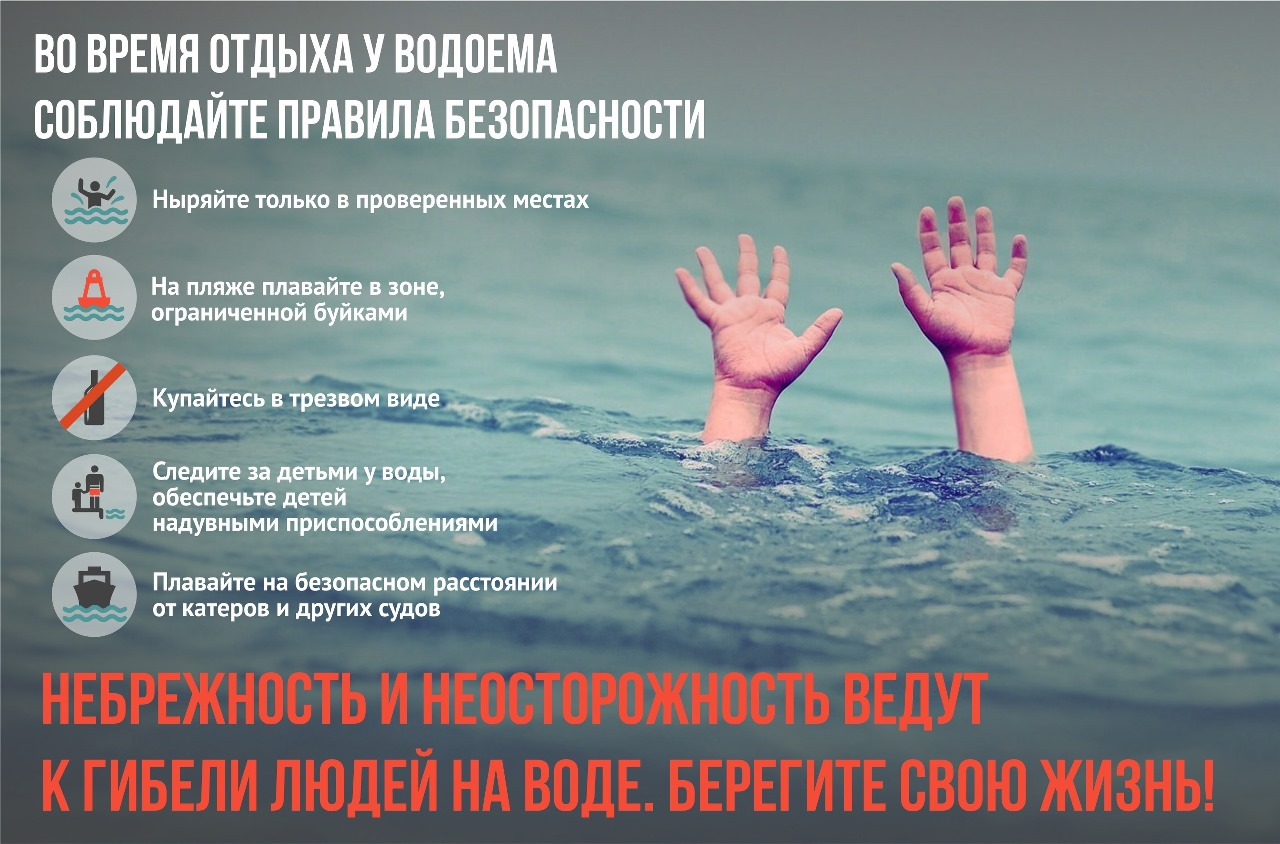 ВО ВРЕМЯ ОТДЫХА У ВОДОЕМА
СОБЛЮДАЙТЕ ПРАВИЛА БЕЗОПАСНОСТИ
Ныряйте только в проверенных местах
На пляже плавайте в зоне,
ограниченной буйками
Купайтесь в трезвом виде
Следите за детьми у воды,
обеспечьте детей
надувными приспособлениями
Плавайте на безопасном расстоянии
от катеров и других судов
НЕБРЕЖНОСТЬ И НЕОСТОРОЖНОСТЬ ВЕДУТ
К ГИБЕЛИ ЛЮДЕЙ НА ВОДЕ. БЕРЕГИТЕ СВОЮ ЖИЗНЬ!